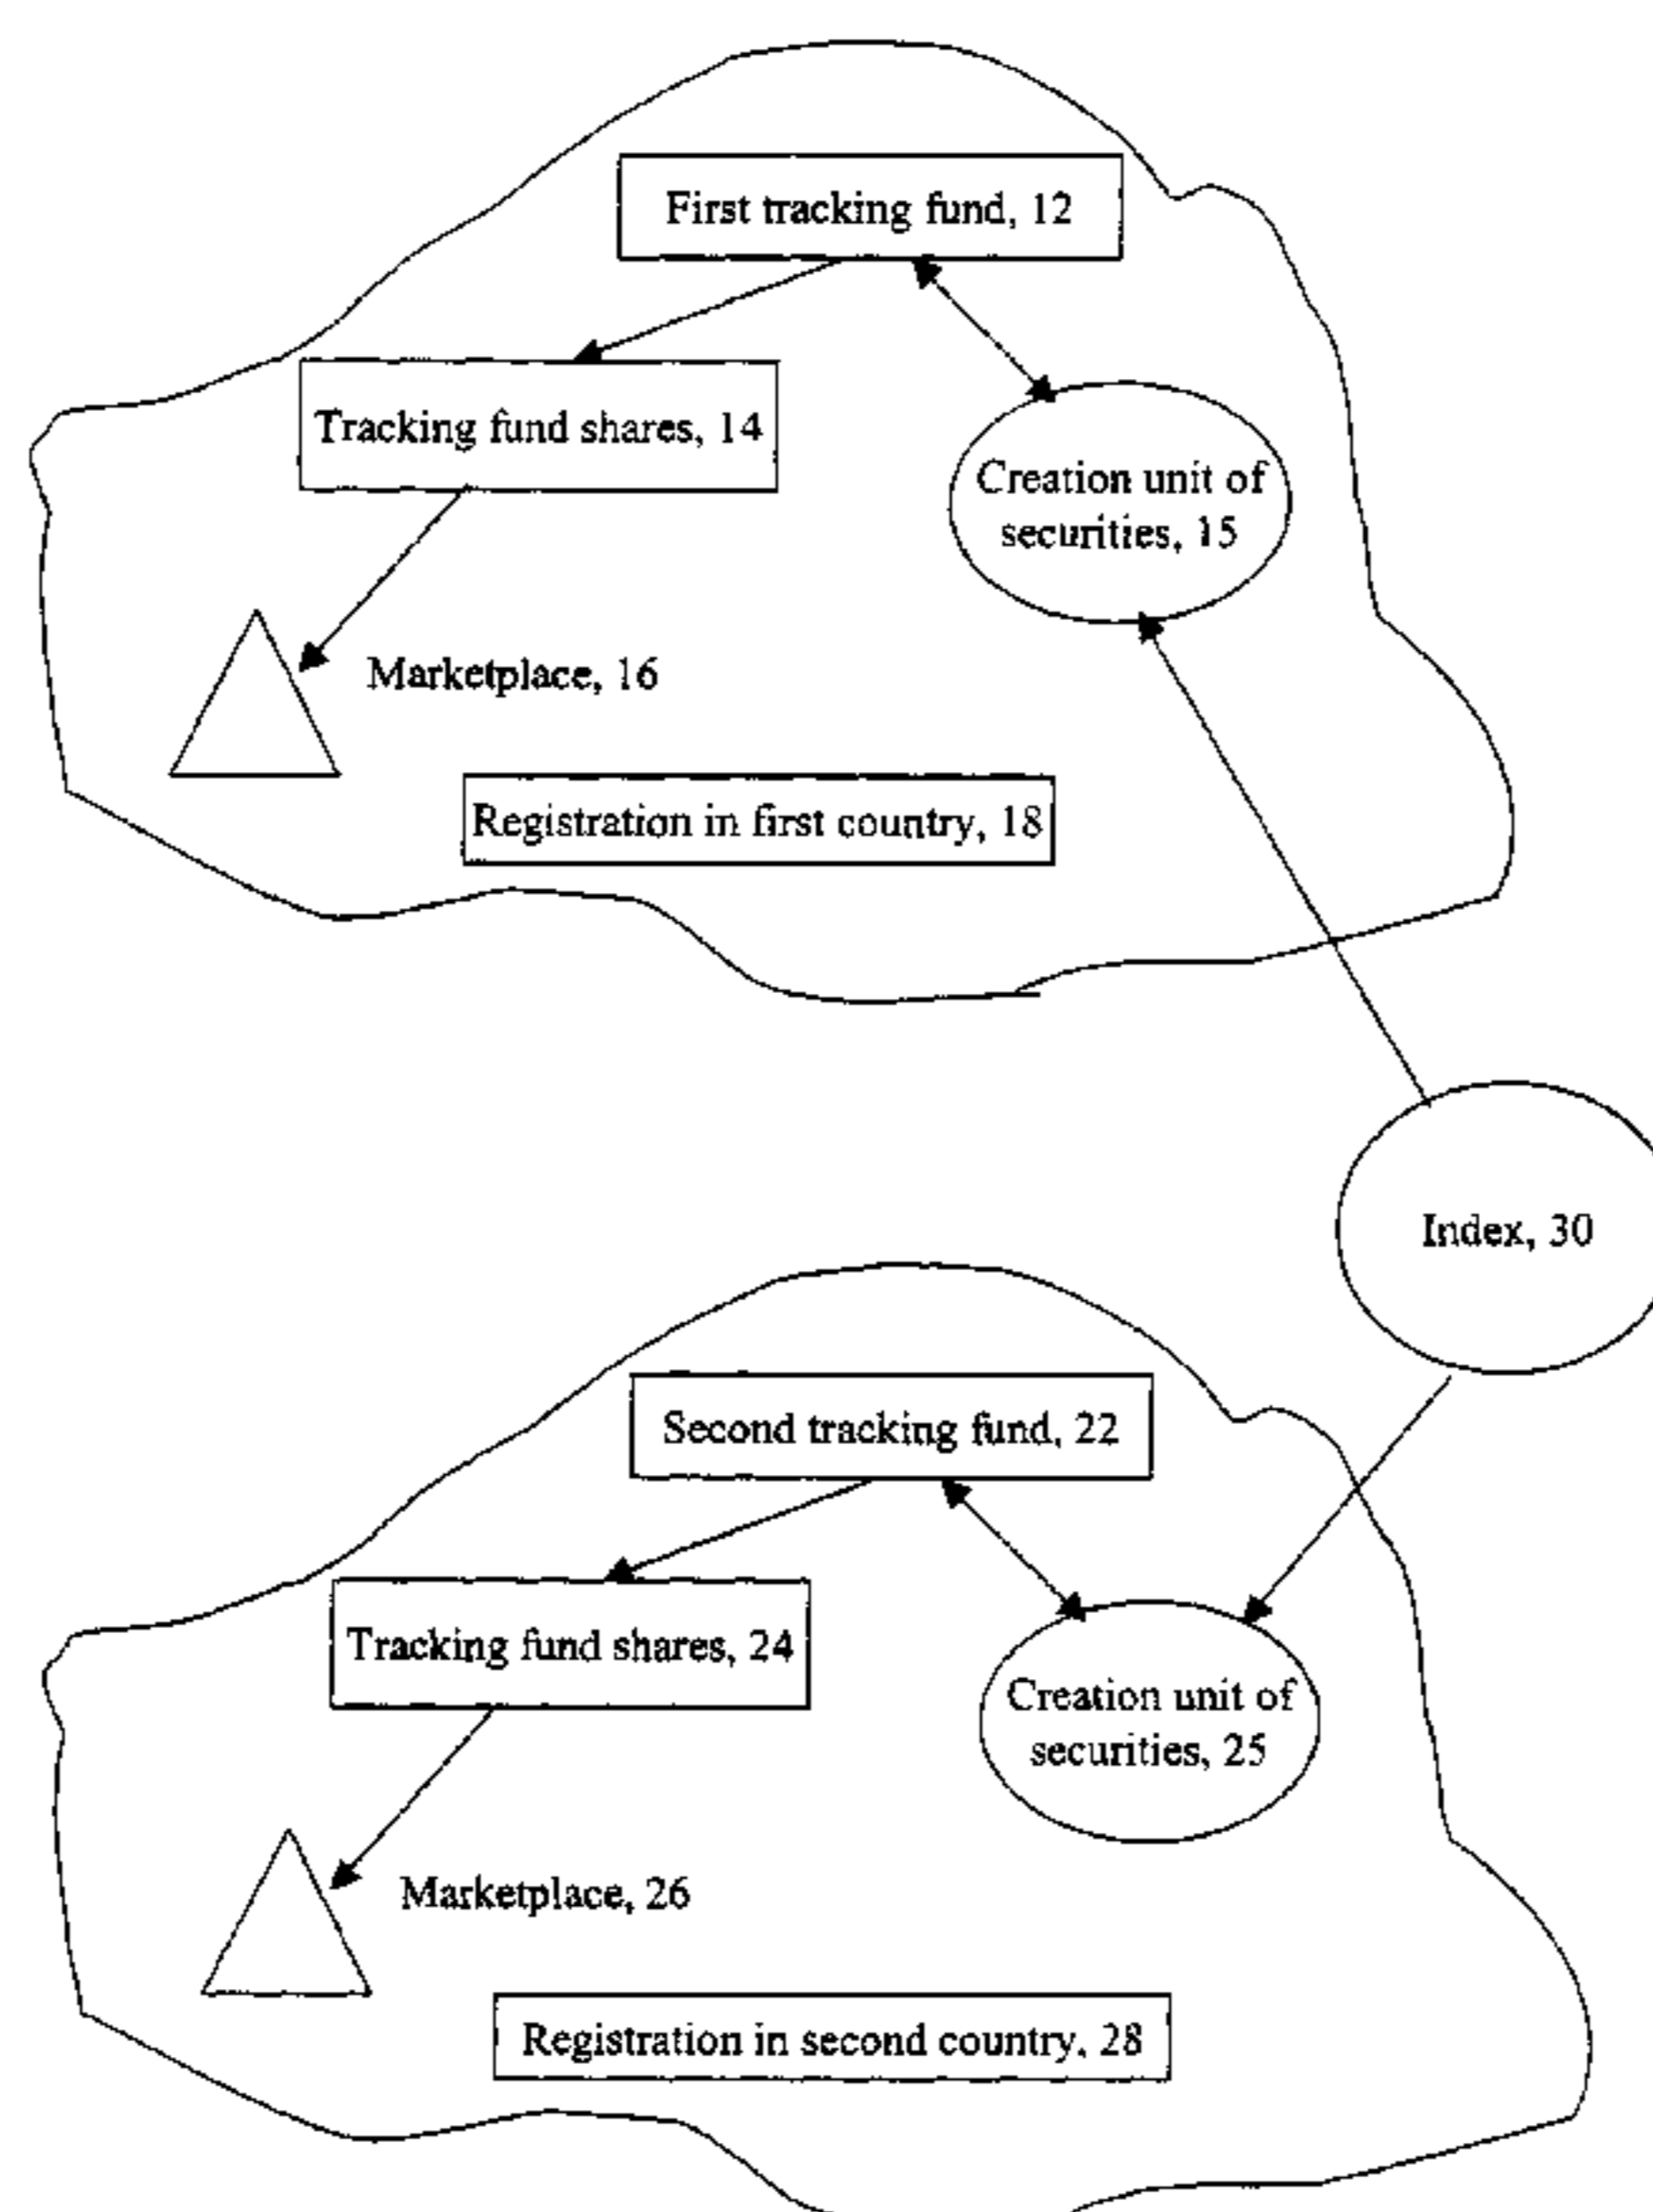 First tracking fund, 12
Tracking fund shares, 14
Creation unit of
securities, 15
Marketplace, 16
Registration in first country, 18
Index, 30
Second tracking fund, 22
Tracking fund shares, 24
Creation unit of
securities, 25
Marketplace, 26
Registration in second country, 28